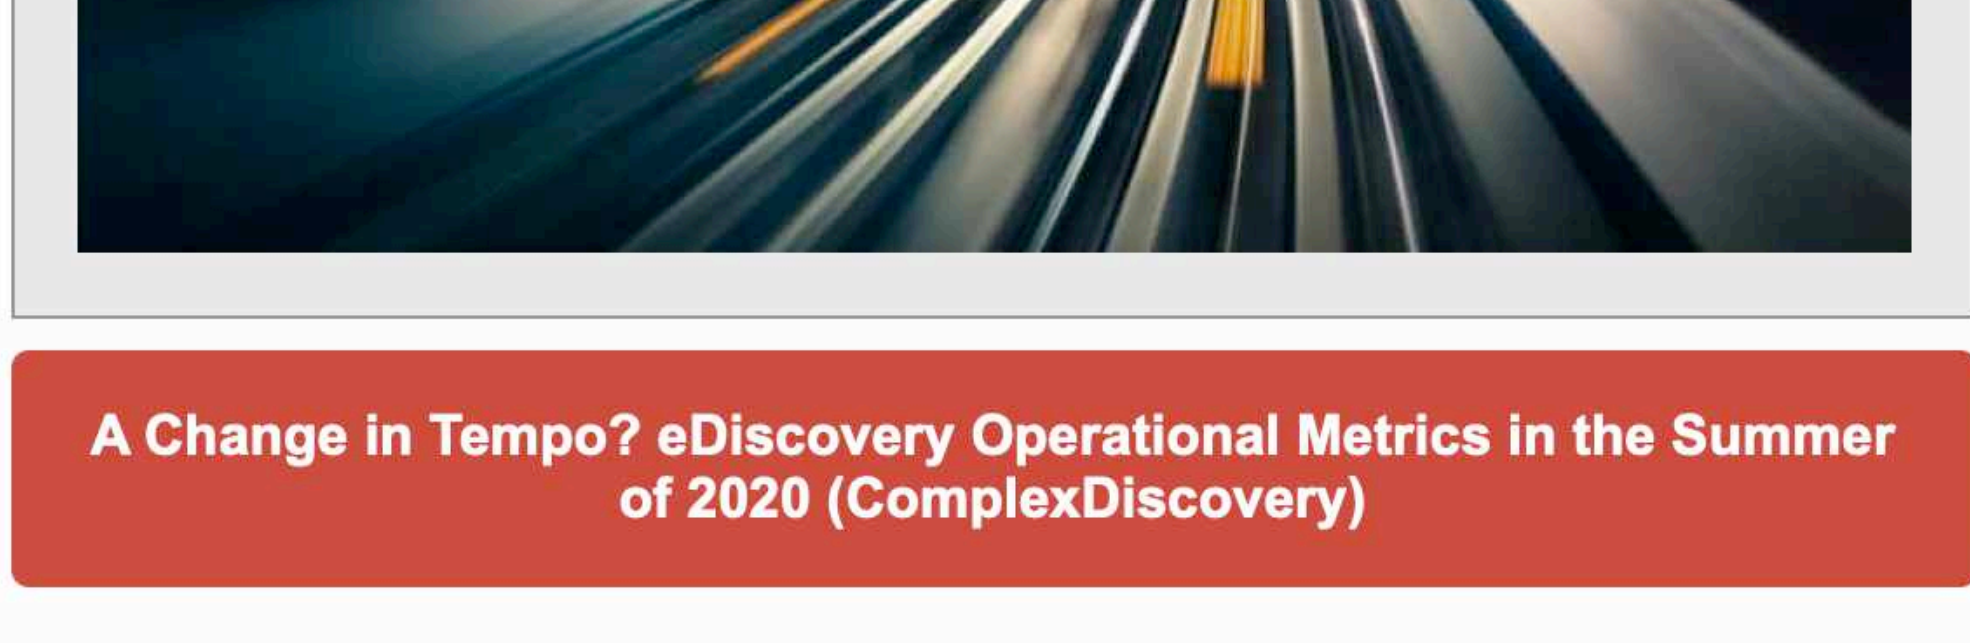 A Change in Tempo? eDiscovery Operational Metrics in the Summer
of 2020 (ComplexDiscovery)